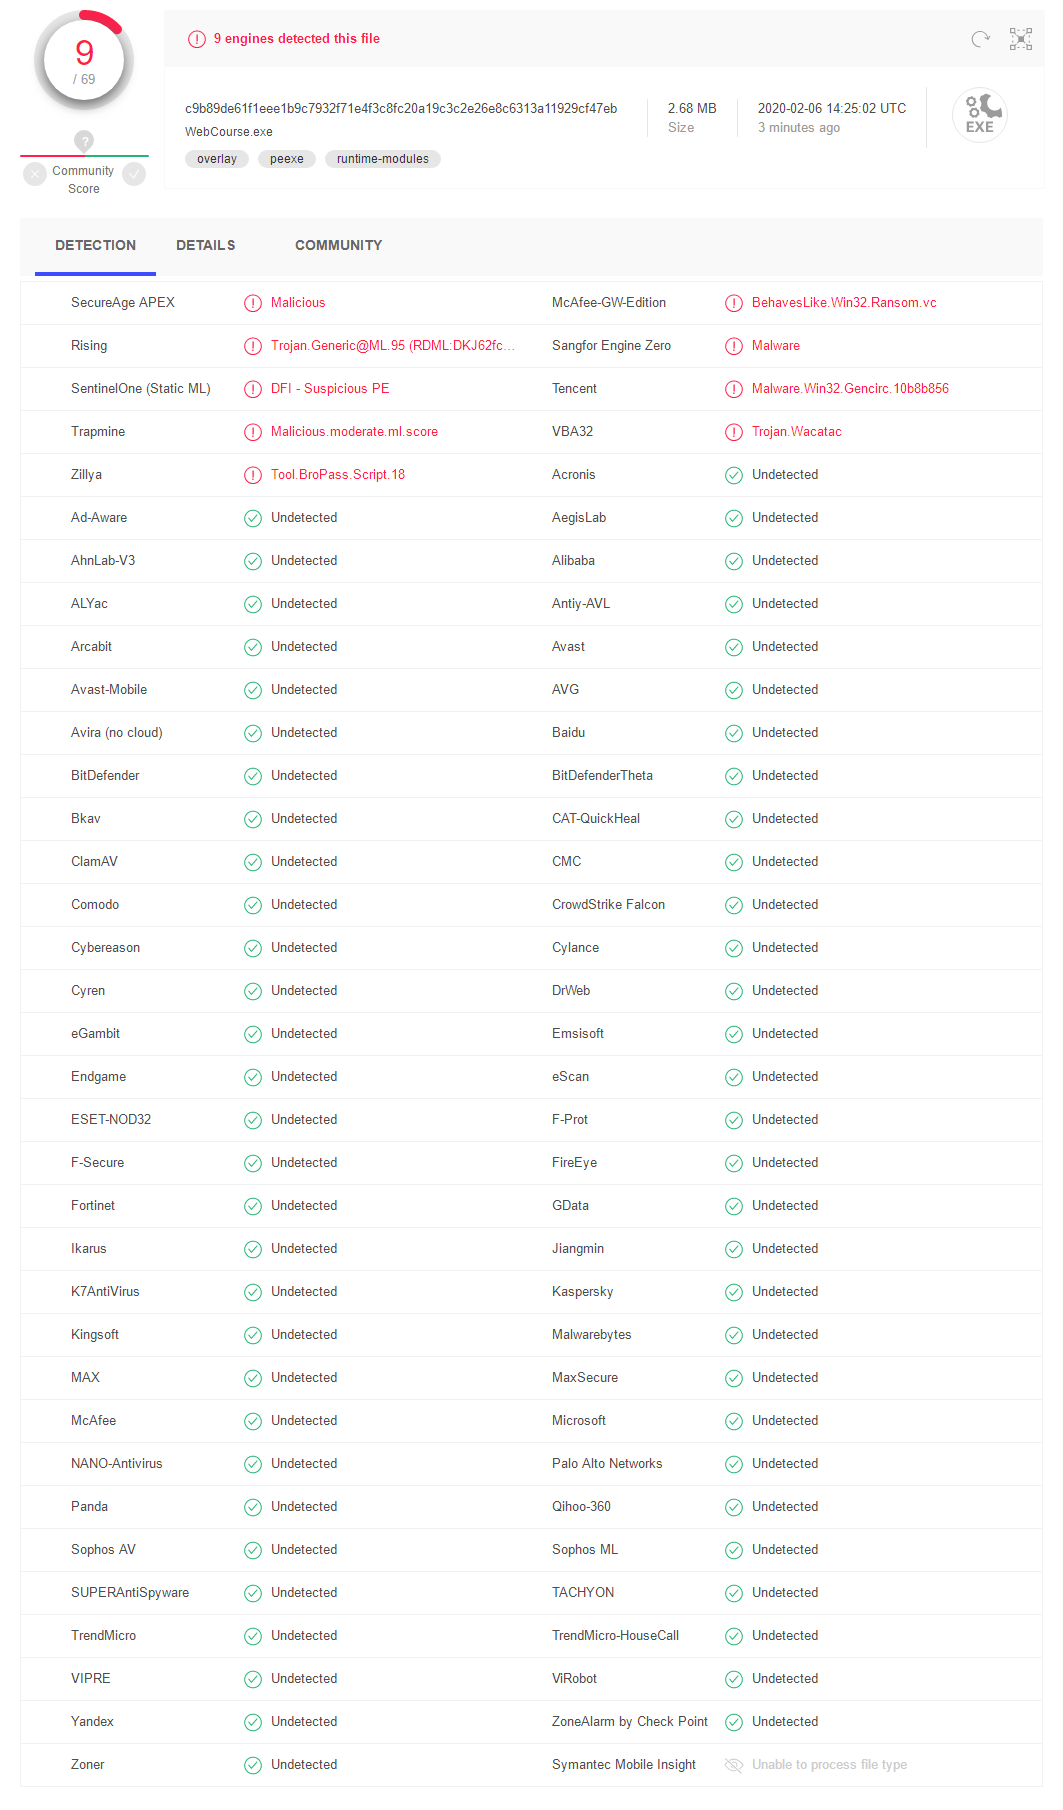 9
/ 69
?
Community
Score
9 engines detected this file
c9b89de61f1eee1b9c7932f71e4f3c8fc20a19c3c2e26e8c6313a11929cf47eb
WebCourse.exe
overlay peexe runtime-modules
2.68 MB
Size
2020-02-06 14:25:02 UTC
3 minutes ago
EXE
DETECTION DETAILS COMMUNITY
SecureAge APEX Malicious McAfee-GW-Edition BehavesLike.Win32.Ransom.vc
Rising Trojan.Generic@ML.95 (RDML:DKJ62fc... Sangfor Engine Zero Malware
SentinelOne (Static ML) DFI - Suspicious PE Tencent Malware.Win32.Gencirc.10b8b856
Trapmine Malicious.moderate.ml.score VBA32 Trojan.Wacatac
Zillya Tool.BroPass.Script.18 Acronis Undetected
Ad-Aware Undetected AegisLab Undetected
AhnLab-V3 Undetected Alibaba Undetected
ALYac Undetected Antiy-AVL Undetected
Arcabit Undetected Avast Undetected
Avast-Mobile Undetected AVG Undetected
Avira (no cloud) Undetected Baidu Undetected
BitDefender Undetected BitDefenderTheta Undetected
Bkav Undetected CAT-QuickHeal Undetected
ClamAV Undetected CMC Undetected
Comodo Undetected CrowdStrike Falcon Undetected
Cybereason Undetected Cylance Undetected
Cyren Undetected DrWeb Undetected
eGambit Undetected Emsisoft Undetected
Endgame Undetected eScan Undetected
ESET-NOD32 Undetected F-Prot Undetected
F-Secure Undetected FireEye Undetected
Fortinet Undetected GData Undetected
Ikarus Undetected Jiangmin Undetected
K7AntiVirus Undetected Kaspersky Undetected
Kingsoft Undetected Malwarebytes Undetected
MAX Undetected MaxSecure Undetected
McAfee Undetected Microsoft Undetected
NANO-Antivirus Undetected Palo Alto Networks Undetected
Panda Undetected Qihoo-360 Undetected
Sophos AV Undetected Sophos ML Undetected
SUPERAntiSpyware Undetected TACHYON Undetected
TrendMicro Undetected TrendMicro-HouseCall Undetected
VIPRE Undetected ViRobot Undetected
Yandex Undetected ZoneAlarm by Check Point Undetected
Zoner Undetected Symantec Mobile Insight Unable to process file type